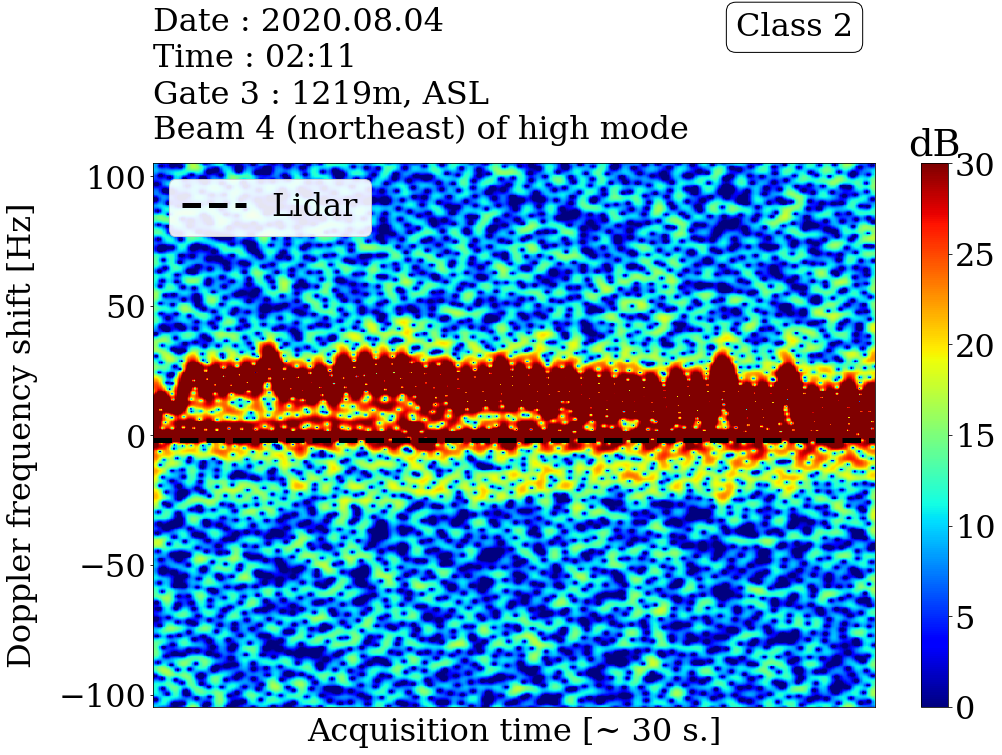 Date : 2020.08.04
Time : 02:11
Gate 3 : 1219m, ASL
Beam 4 (northeast) of high mode
Class 2
dB
Lidar
Doppler frequency shift [Hz]
100
50
0
−50
−100
30
25
20
15
10
5
0
Acquisition time [~ 30 s.]